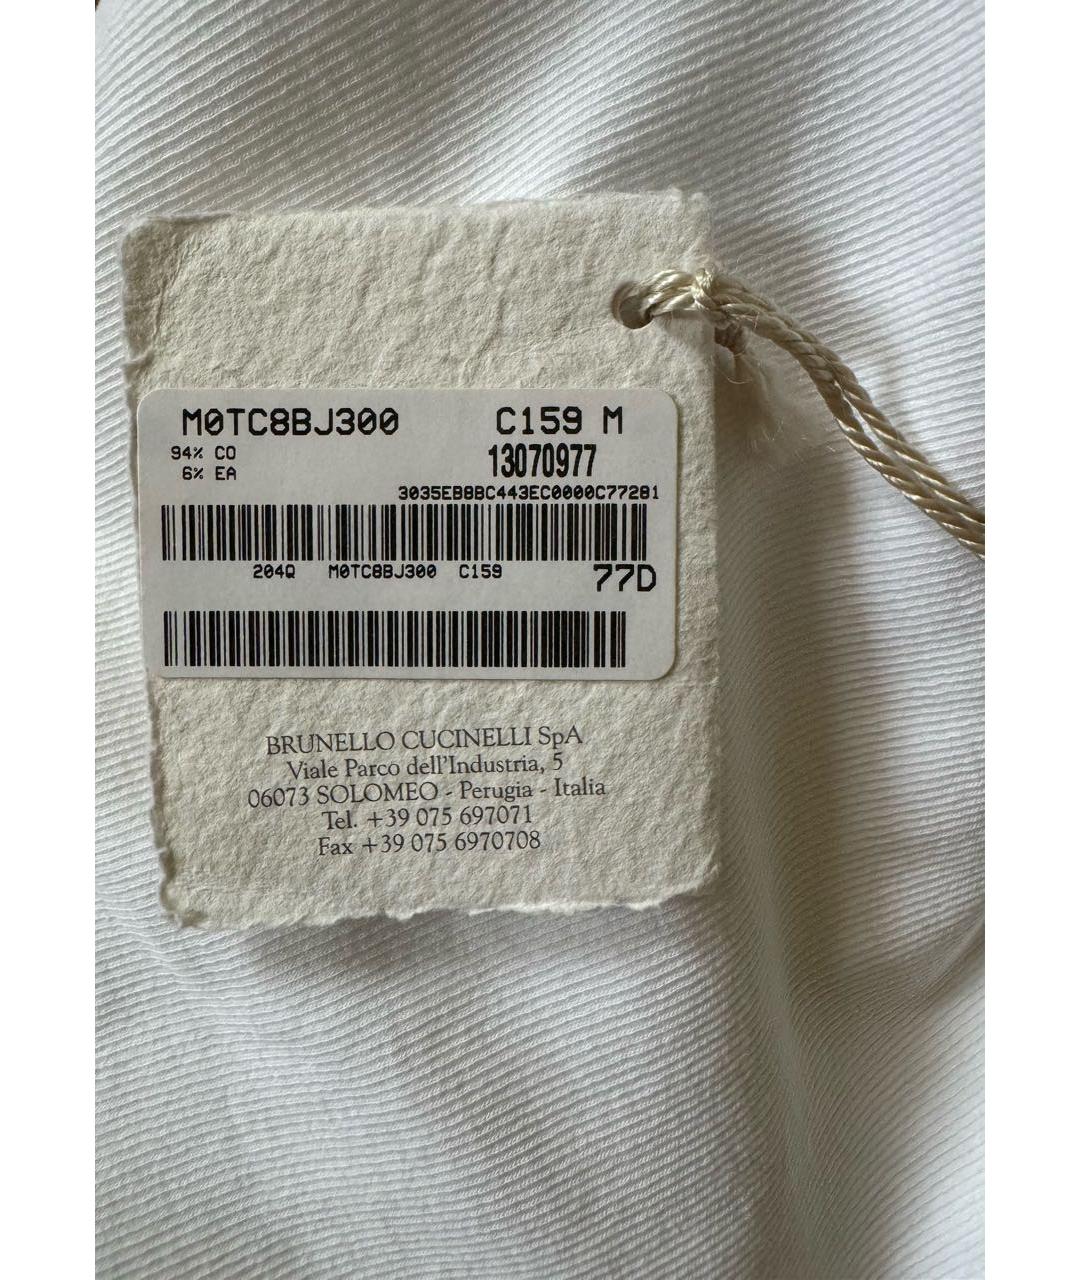 M0TC8BJ300 C159 M
94% CO 13070977
6% EA
3035EB8BC443EC0000C77281
204Q M0TC8BJ300 C159
77D
BRUNELLO CUCINELLI SpA
Viale Parco dell'Industria, 5
06073 SOLOMEO - Perugia - Italia
Tel. +39 075 697071
Fax +39 075 6970708